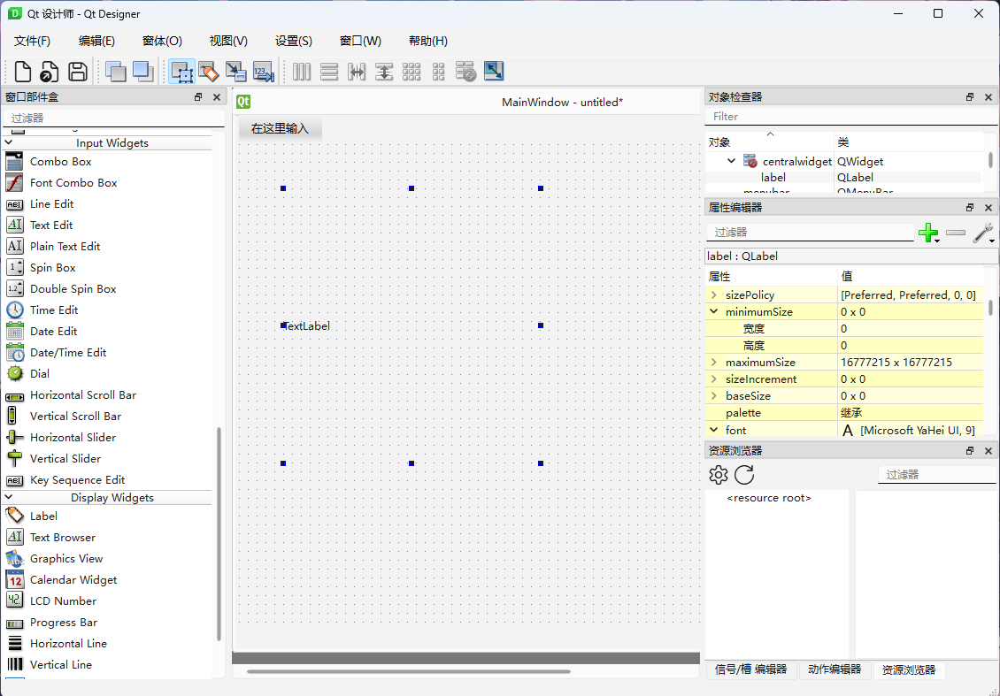 Qt 设计师 - Qt Designer
文件(F) 编辑(E) 窗体(O) 视图(V) 设置(S) 窗口(W) 帮助(H)
窗口部件盒
过滤器
Input Widgets
Combo Box
Font Combo Box
Line Edit
Text Edit
Plain Text Edit
Spin Box
Double Spin Box
Time Edit
Date Edit
Date/Time Edit
Dial
Horizontal Scroll Bar
Vertical Scroll Bar
Horizontal Slider
Vertical Slider
Key Sequence Edit
Display Widgets
Label
Text Browser
Graphics View
Calendar Widget
LCD Number
Progress Bar
Horizontal Line
Vertical Line
MainWindow - untitled*
在这里输入
TextLabel
对象检查器
Filter
对象 类
centralwidget QWidget
label QLabel
menubar QMenuBar
属性编辑器
过滤器
label : QLabel
属性 值
sizePolicy [Preferred, Preferred, 0, 0]
minimumSize 0 x 0
宽度 0
高度 0
maximumSize 16777215 x 16777215
sizeIncrement 0 x 0
baseSize 0 x 0
palette 继承
font A [Microsoft YaHei UI, 9]
资源浏览器
过滤器
<resource root>
信号/槽 编辑器 动作编辑器 资源浏览器